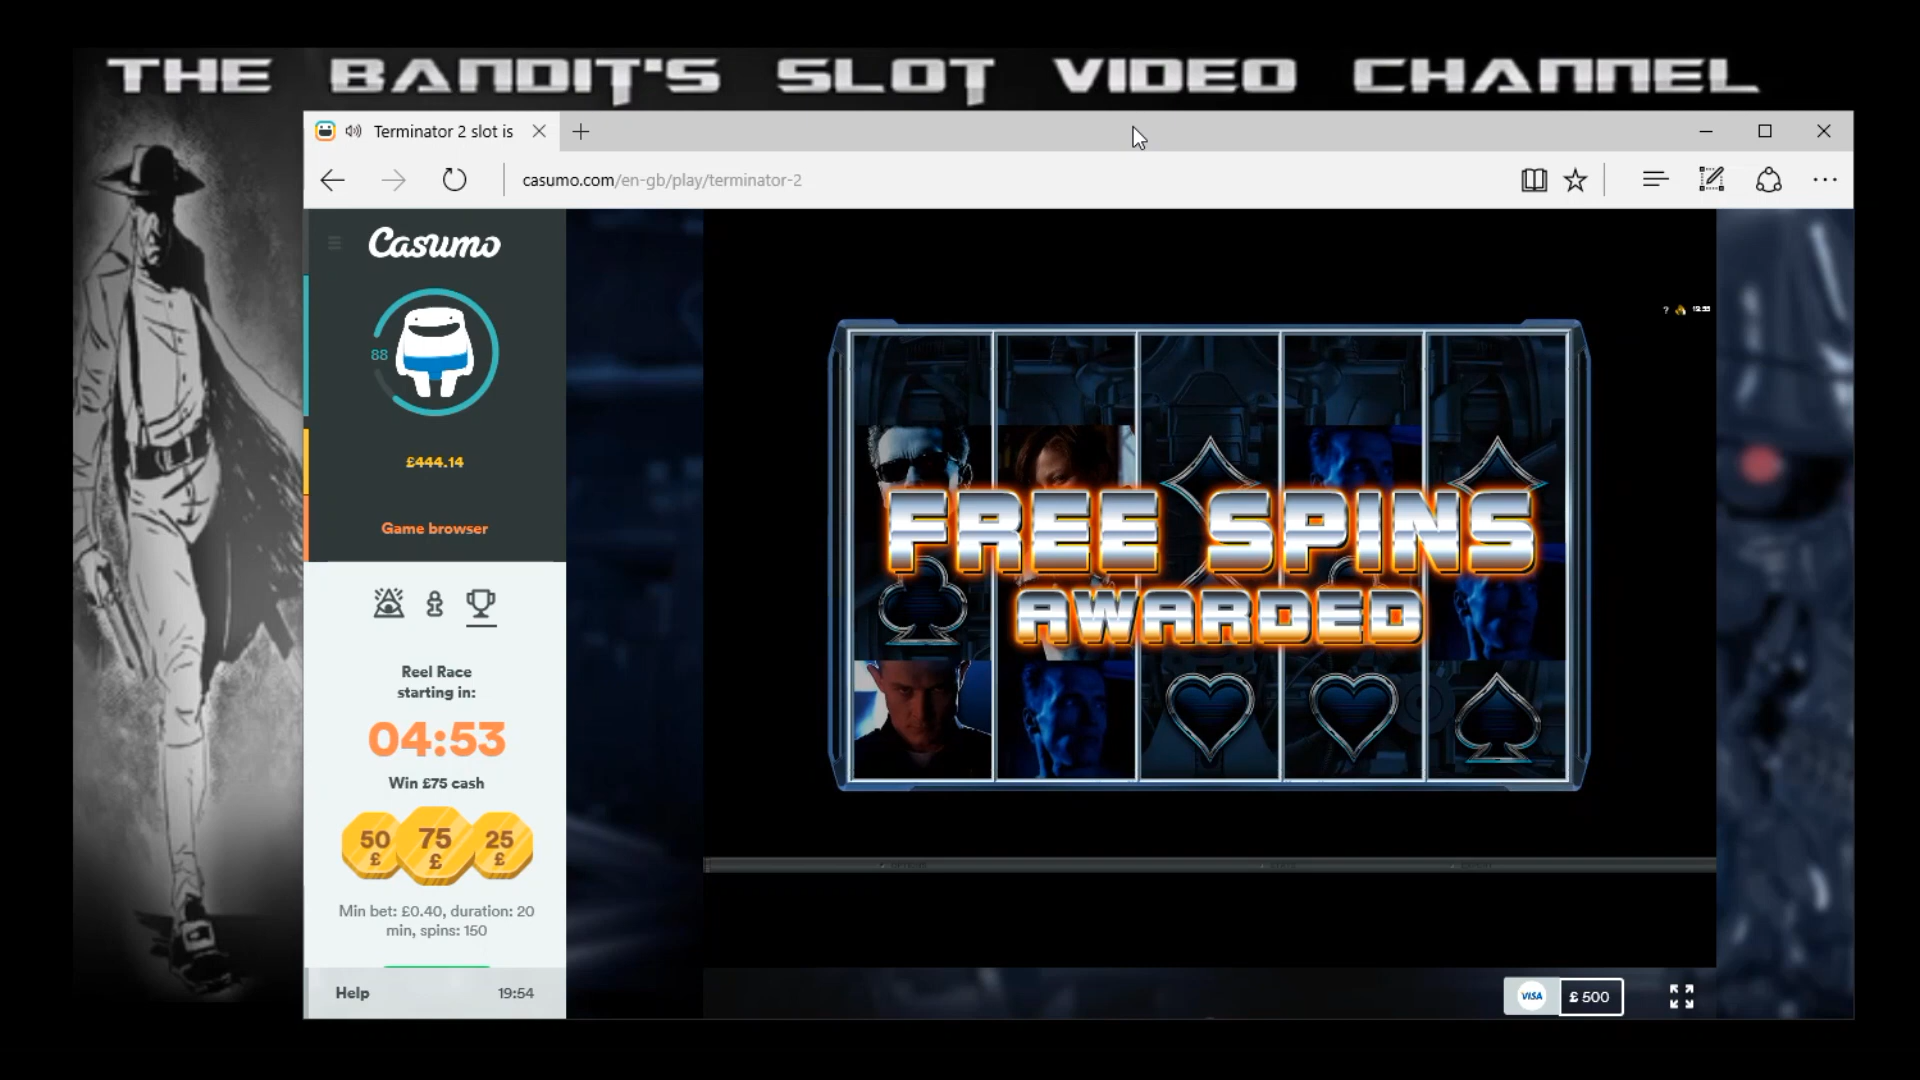 THE BANDIT'S SLOT VIDEO CHANNEL
Terminator 2 slot is
casumo.com/en-gb/play/terminator-2
Casumo
88
£444.14
Game browser
Reel Race
starting in:
04:53
Win £75 cash
50 £
75 £
25 £
Min bet: £0.40, duration: 20
min, spins: 150
Help
19:54
?
FREE SPINS
AWARDED
OPTIONS
VISA
£ 500